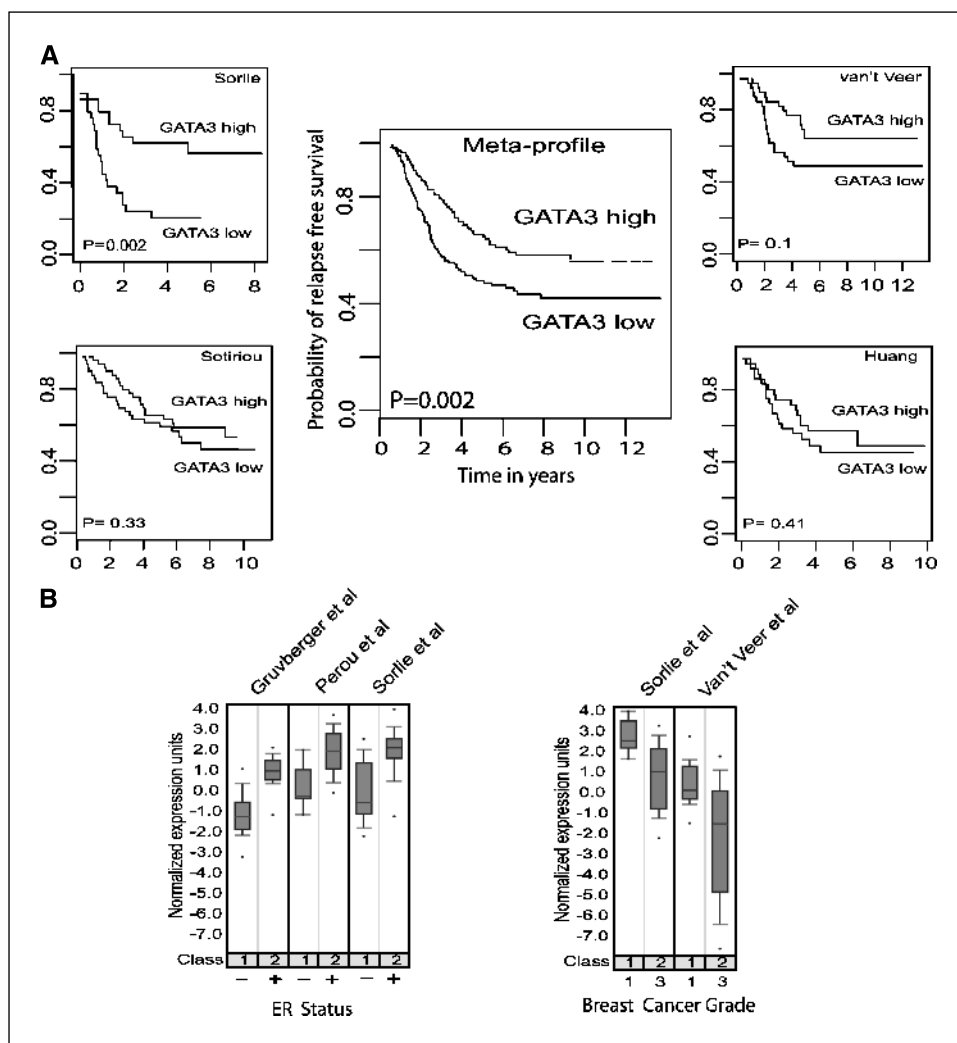 A
Sorlie
0.8
0.4
0.0
GATA3 high
GATA3 low
P=0.002
0 2 4 6 8
Sotiriou
0.8
0.4
0.0
GATA3 high
GATA3 low
P= 0.33
0 2 4 6 8 10
Probability of relapse free survival
0.8
0.4
0.0
Meta-profile
GATA3 high
GATA3 low
P=0.002
0 2 4 6 8 10 12
Time in years
van't Veer
0.8
0.4
0.0
GATA3 high
GATA3 low
P= 0.1
0 2 4 6 8 10 12
Huang
0.8
0.4
0.0
GATA3 high
GATA3 low
P= 0.41
0 2 4 6 8 10
B
Gruvberger et al
Perou et al
Sorlie et al
Normalized expression units
4.0
3.0
2.0
1.0
0.0
-1.0
-2.0
-3.0
-4.0
-5.0
-6.0
-7.0
Class 1 2 1 2 1 2
– + – + – +
ER Status
Sorlie et al
Van't Veer et al
Normalized expression units
4.0
3.0
2.0
1.0
0.0
-1.0
-2.0
-3.0
-4.0
-5.0
-6.0
-7.0
Class 1 2 1 2
1 3 1 3
Breast Cancer Grade